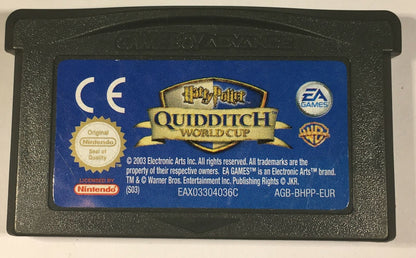 GAME BOY ADVANCE
CE
Harry Potter
QUIDDITCH
WORLD CUP
EA
GAMES
WB
Original
Nintendo
Seal of
Quality
© 2003 Electronic Arts Inc. All rights reserved. All trademarks are the
property of their respective owners. EA GAMES™ is an Electronic Arts™ brand.
TM & © Warner Bros. Entertainment Inc. Publishing Rights © JKR.
(S03)
LICENSED BY
Nintendo
EAX03304036C
AGB-BHPP-EUR